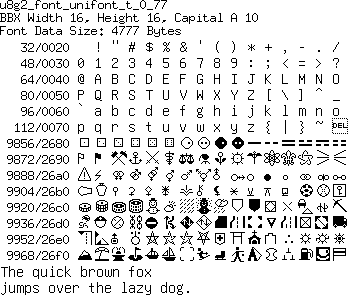 u8g2_font_unifont_t_0_77
BBX Width 16, Height 16, Capital A 10
Font Data Size: 4777 Bytes
32/0020 ! " # $ % & ' ( ) * + , - . /
48/0030 0 1 2 3 4 5 6 7 8 9 : ; < = > ?
64/0040 @ A B C D E F G H I J K L M N O
80/0050 P Q R S T U V W X Y Z [ \ ] ^ _
96/0060 ` a b c d e f g h i j k l m n o
112/0070 p q r s t u v w x y z { | } ~ DEL
9856/2680 ⚀ ⚁ ⚂ ⚃ ⚄ ⚅ ⚆ ⚇ ⚈ ⚉ ⚊ ⚋ ⚌ ⚍ ⚎ ⚏
9872/2690 ⚐ ⚑ ⚒ ⚓ ⚔ ⚕ ⚖ ⚗ ⚘ ⚙ ⚚ ⚛ ⚜ ⚝ ⚞ ⚟
9888/26a0 ⚠ ⚡ ⚢ ⚣ ⚤ ⚥ ⚦ ⚧ ⚨ ⚩ ⚪ ⚫ ⚬ ⚭ ⚮ ⚯
9904/26b0 ⚰ ⚱ ⚲ ⚳ ⚴ ⚵ ⚶ ⚷ ⚸ ⚹ ⚺ ⚻ ⚼ ⚽ ⚾ ⚿
9920/26c0 ⛀ ⛁ ⛂ ⛃ ⛄ ⛅ ⛆ ⛇ ⛈ ⛉ ⛊ ⛋ ⛌ ⛍ ⛎ ⛏
9936/26d0 ⛐ ⛑ ⛒ ⛓ ⛔ ⛕ ⛖ ⛗ ⛘ ⛙ ⛚ ⛛ ⛜ ⛝ ⛞ ⛟
9952/26e0 ⛠ ⛡ ⛢ ⛣ ⛤ ⛥ ⛦ ⛧ ⛨ ⛩ ⛪ ⛫ ⛬ ⛭ ⛮ ⛯
9968/26f0 ⛰ ⛱ ⛲ ⛳ ⛴ ⛵ ⛶ ⛷ ⛸ ⛹ ⛺ ⛻ ⛼ ⛽ ⛾ ⛿
The quick brown fox
jumps over the lazy dog.